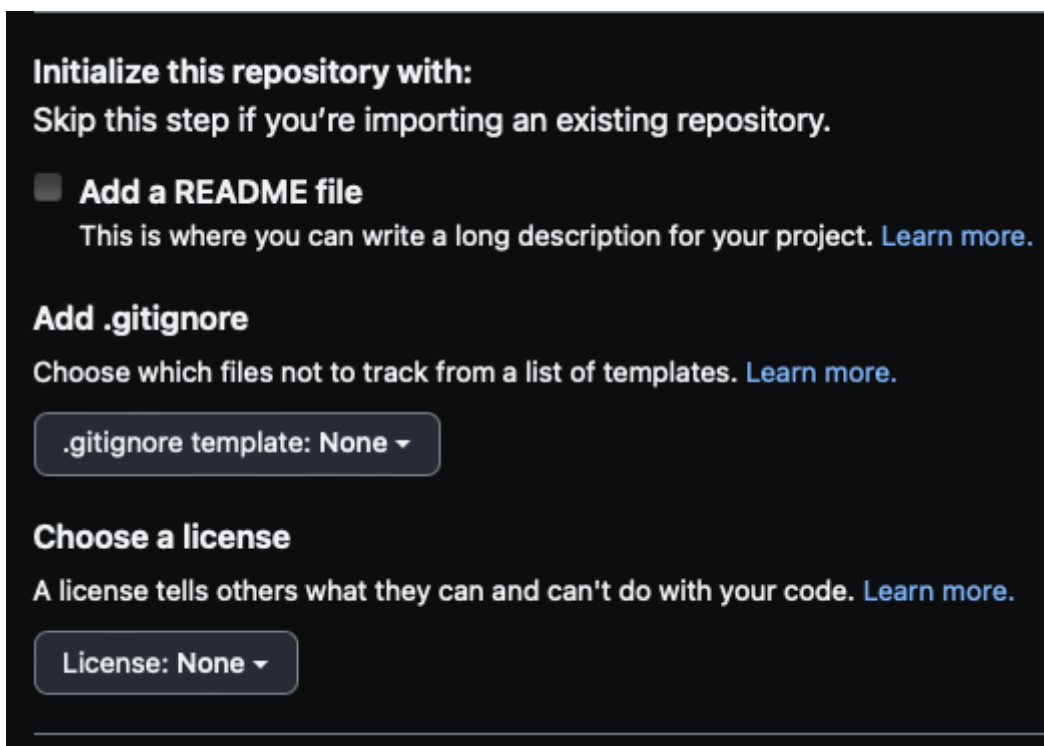 Initialize this repository with:
Skip this step if you’re importing an existing repository.
Add a README file
This is where you can write a long description for your project. Learn more.
Add .gitignore
Choose which files not to track from a list of templates. Learn more.
.gitignore template: None
Choose a license
A license tells others what they can and can't do with your code. Learn more.
License: None